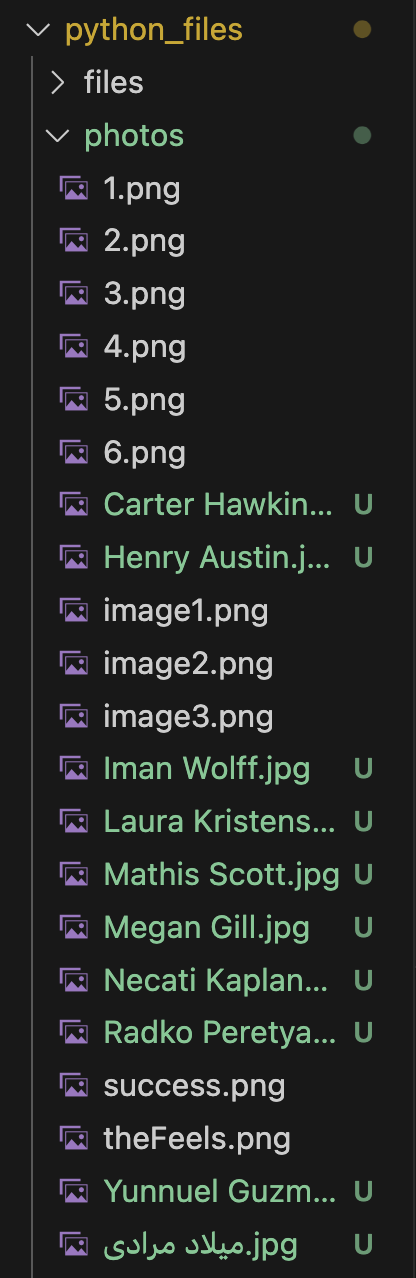 python_files
files
photos
1.png
2.png
3.png
4.png
5.png
6.png
Carter Hawkin... U
Henry Austin.j... U
image1.png
image2.png
image3.png
Iman Wolff.jpg U
Laura Kristens... U
Mathis Scott.jpg U
Megan Gill.jpg U
Necati Kaplan... U
Radko Peretya... U
success.png
theFeels.png
Yunnuel Guzm... U
میلاد مرادی.jpg U